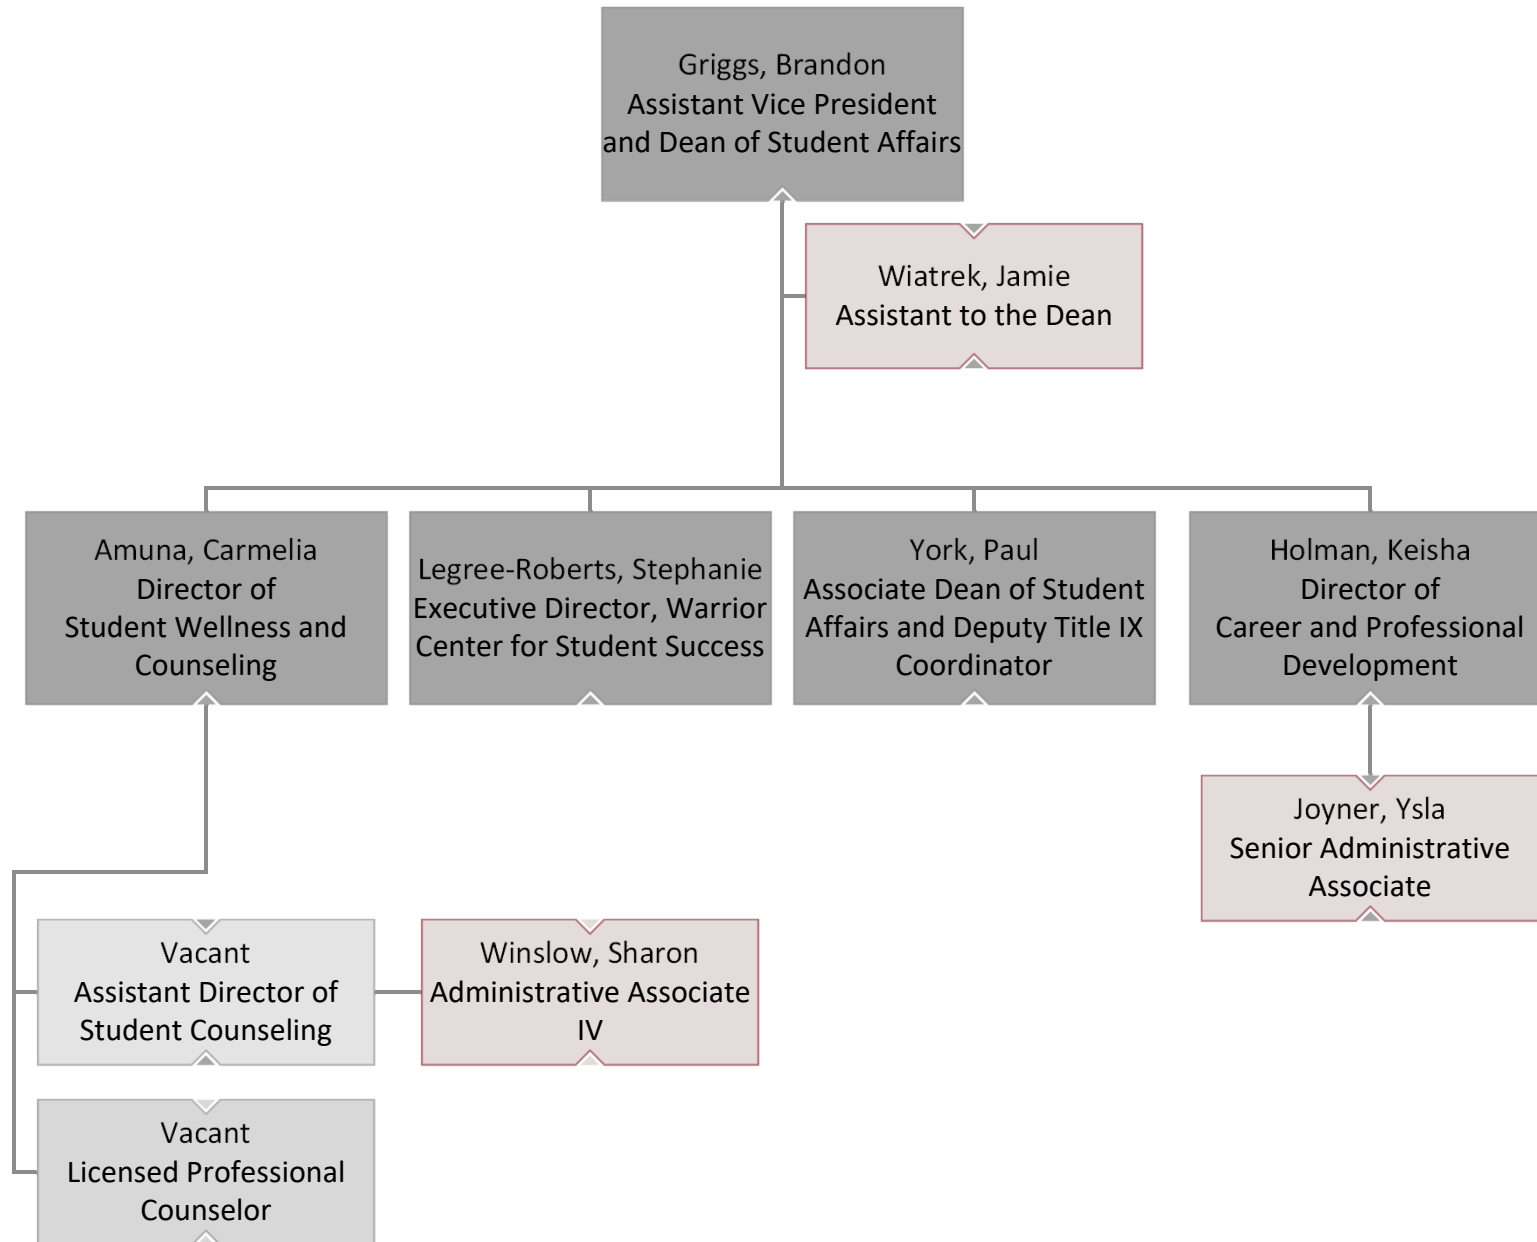 Griggs, Brandon
Assistant Vice President
and Dean of Student Affairs
Wiatrek, Jamie
Assistant to the Dean
Amuna, Carmelia
Director of
Student Wellness and
Counseling
Legree-Roberts, Stephanie
Executive Director, Warrior
Center for Student Success
York, Paul
Associate Dean of Student
Affairs and Deputy Title IX
Coordinator
Holman, Keisha
Director of
Career and Professional
Development
Joyner, Ysla
Senior Administrative
Associate
Vacant
Assistant Director of
Student Counseling
Winslow, Sharon
Administrative Associate
IV
Vacant
Licensed Professional
Counselor